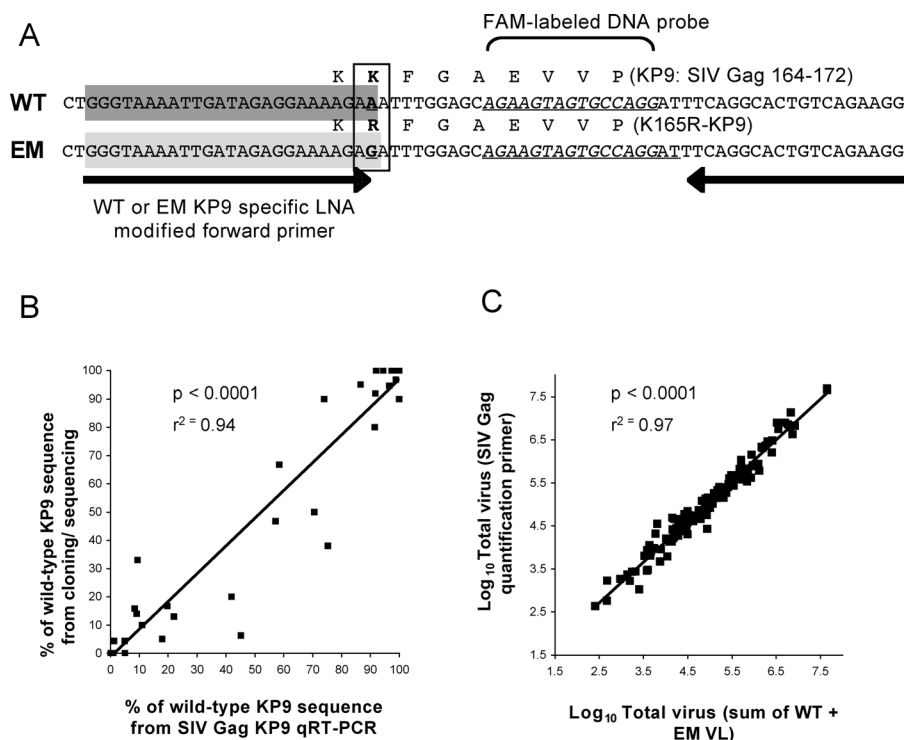 A
FAM-labeled DNA probe
K K F G A E V V P (KP9: SIV Gag 164-172)
WT CTGGGTAAAATTGATAGAGGAAAAGAAATTTGGAGCAGAAGTAGTGCCAGGATTTCAGGCACTGTCAGAAGG
K R F G A E V V P (K165R-KP9)
EM CTGGGTAAAATTGATAGAGGAAAAGAGATTTGGAGCAGAAGTAGTGCCAGGATTTCAGGCACTGTCAGAAGG
WT or EM KP9 specific LNA
modified forward primer
B
p < 0.0001
r² = 0.94
% of wild-type KP9 sequence
from cloning/ sequencing
100
90
80
70
60
50
40
30
20
10
0
0 10 20 30 40 50 60 70 80 90 100
% of wild-type KP9 sequence
from SIV Gag KP9 qRT-PCR
C
p < 0.0001
r² = 0.97
Log₁₀ Total virus (SIV Gag
quantification primer)
7.5
6.5
5.5
4.5
3.5
2.5
1.5
1.5 2.5 3.5 4.5 5.5 6.5 7.5
Log₁₀ Total virus (sum of WT +
EM VL)